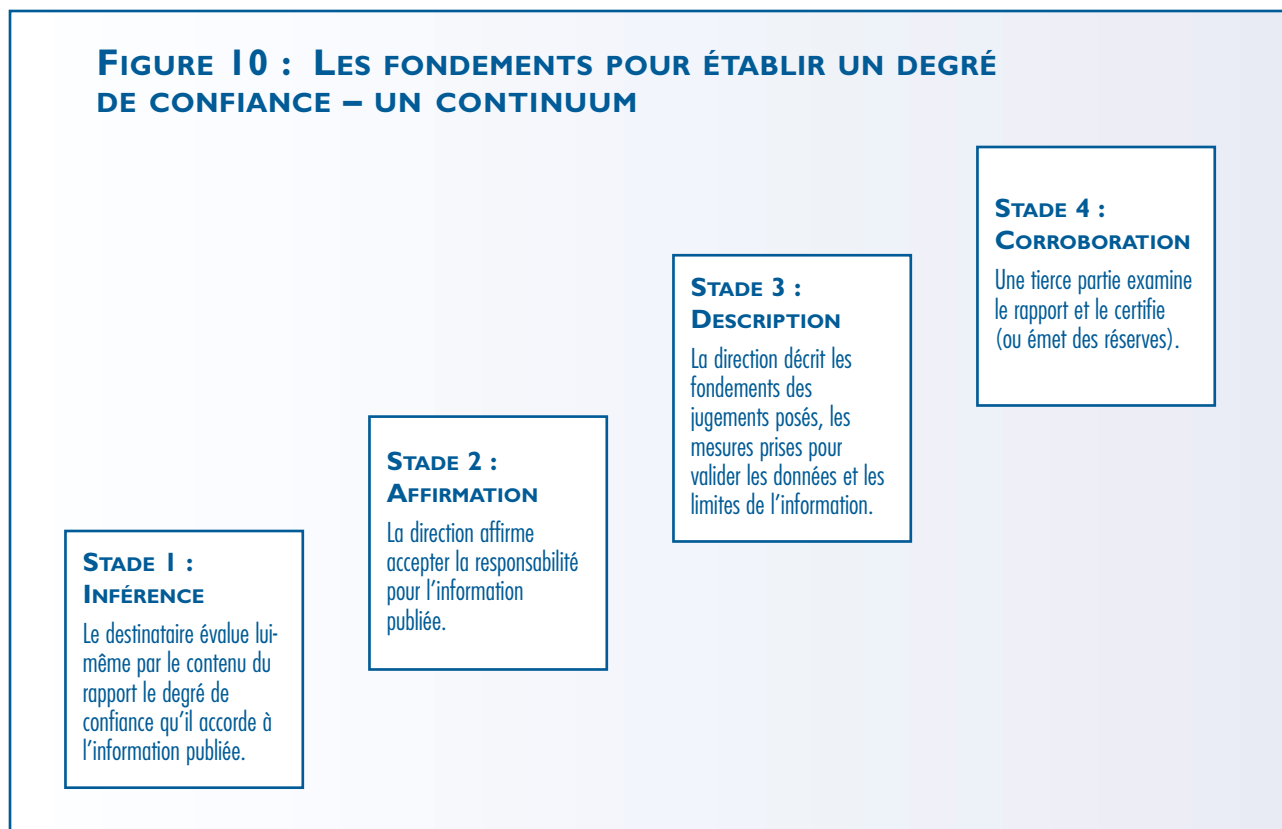 FIGURE 10 : LES FONDEMENTS POUR ÉTABLIR UN DEGRÉ
DE CONFIANCE – UN CONTINUUM
STADE 1 :
INFÉRENCE
Le destinataire évalue lui-
même par le contenu du
rapport le degré de
confiance qu’il accorde à
l’information publiée.
STADE 2 :
AFFIRMATION
La direction affirme
accepter la responsabilité
pour l’information
publiée.
STADE 3 :
DESCRIPTION
La direction décrit les
fondements des
jugements posés, les
mesures prises pour
valider les données et les
limites de l’information.
STADE 4 :
CORROBORATION
Une tierce partie examine
le rapport et le certifie
(ou émet des réserves).